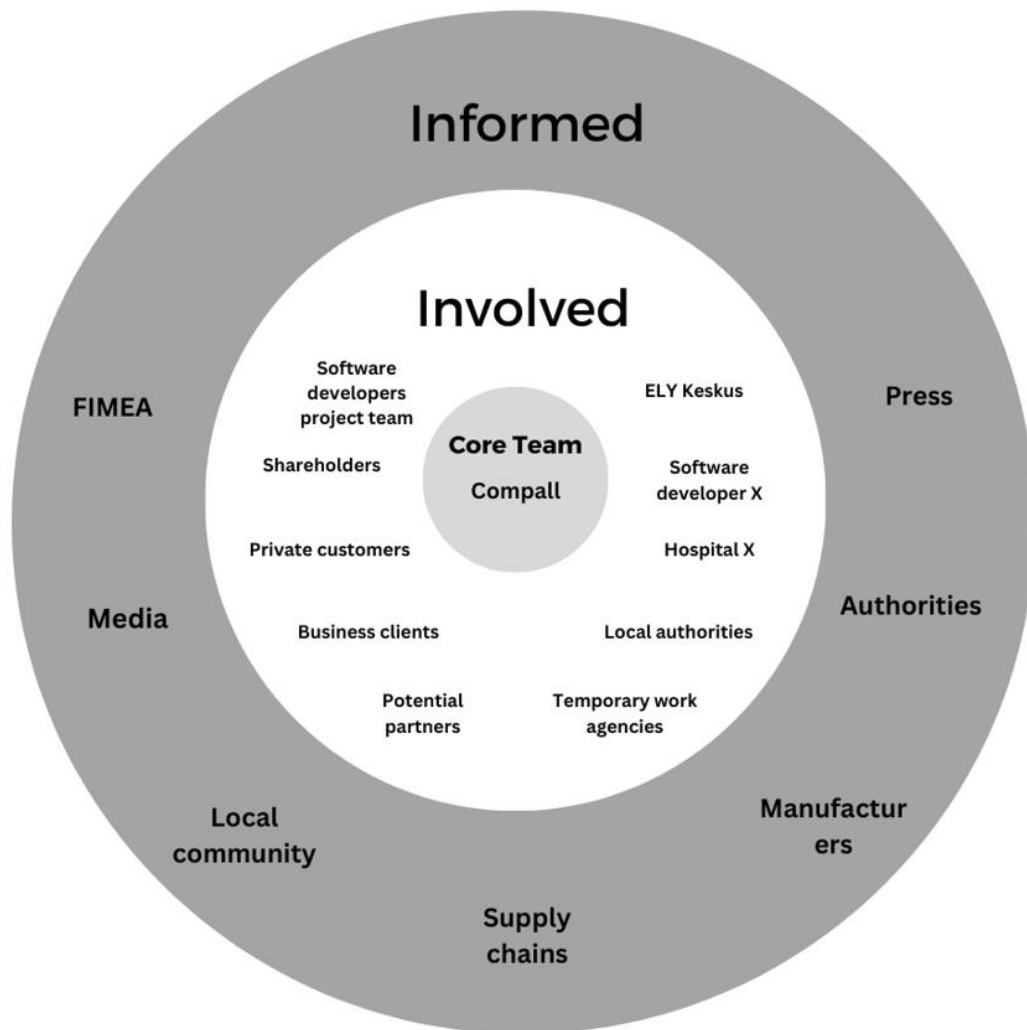 Informed
Involved
Software
developers
project team
ELY Keskus
FIMEA
Press
Core Team
Compall
Shareholders
Software
developer X
Private customers
Hospital X
Media
Authorities
Business clients
Local authorities
Potential
partners
Temporary work
agencies
Local
community
Manufactur
ers
Supply
chains